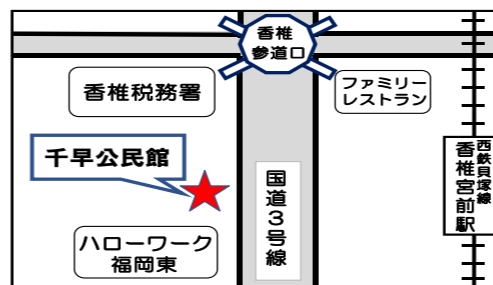 香椎
参道口
香椎税務署
ファミリー
レストラン
千早公民館
国道3号線
西鉄貝塚線
香椎宮前駅
ハローワーク
福岡東